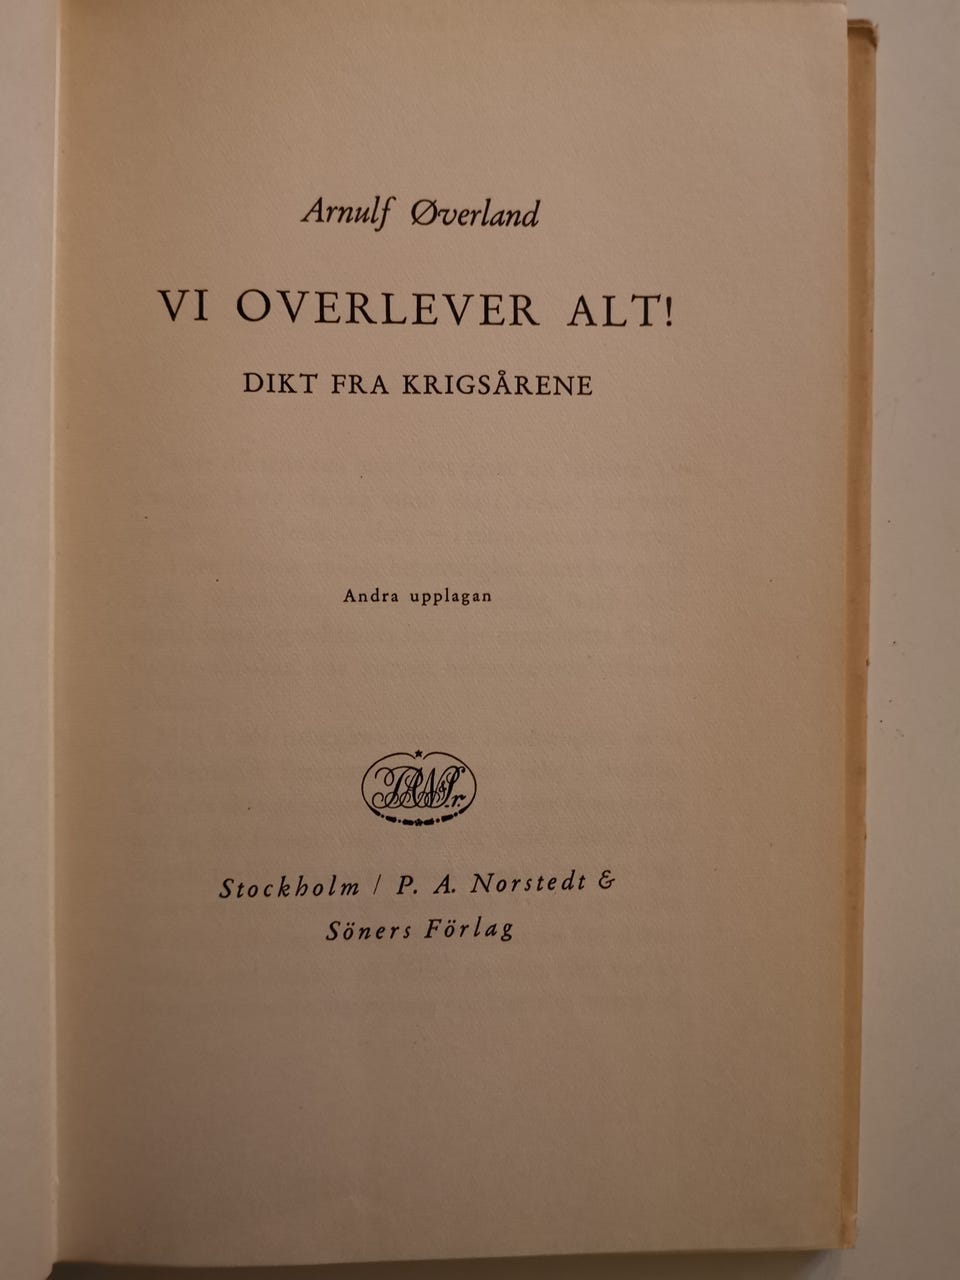 Arnulf Øverland
VI OVERLEVER ALT!
DIKT FRA KRIGSÅRENE
Andra upplagan
Stockholm / P. A. Norstedt &
Söners Förlag